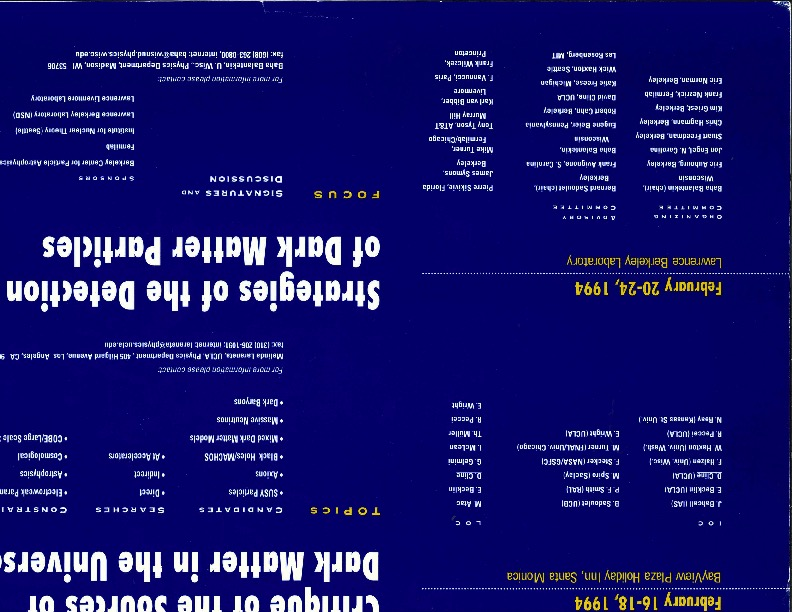 February 16-18, 1994
BayView Plaza Holiday Inn, Santa Monica
I O C
J. Bahcall (IAS)
E. Becklin (UCLA)
D. Cline (UCLA)
F. Halzen (Univ. Wisc.)
W. Haxton (Univ. Wash.)
R. Peccei (UCLA)
N. Reay (Kansas St. Univ.)
B. Sadoulet (UCB)
P. F. Smith (RAL)
M. Spiro (Saclay)
F. Stecker (NASA/GSFC)
M. Turner (FNAL/Univ. Chicago)
E. Wright (UCLA)
L O C
M. Atac
E. Becklin
D. Cline
G. Gelmini
I. McLean
Th. Müller
R. Peccei
E. Wright
Critique of the Sources of
Dark Matter in the Universe
TOPICS
CANDIDATES
• SUSY Particles
• Axions
• Black Holes/MACHOS
• Mixed Dark Matter Models
• Massive Neutrinos
• Dark Baryons
SEARCHES
• Direct
• Indirect
• At Accelerators
CONSTRAI
• Electroweak Param
• Astrophysics
• Cosmological
• COBE/Large Scale
For more information please contact:
Melinda Laraneta, UCLA Physics Department, 405 Hilgard Avenue, Los Angeles, CA 9
fax: (310) 206-1091; internet: laraneta@physics.ucla.edu
February 20-24, 1994
Lawrence Berkeley Laboratory
ORGANIZING
COMMITTEE
Baha Balantekin (chair),
Wisconsin
Eric Aubourg, Berkeley
Jon Engel, N. Carolina
Stuart Freedman, Berkeley
Chris Hagmann, Berkeley
Kim Griest, Berkeley
Frank Nezrick, Fermilab
Eric Norman, Berkeley
ADVISORY
COMMITTEE
Bernard Sadoulet (chair),
Berkeley
Frank Avignone, S. Carolina
Baha Balantekin,
Wisconsin
Eugene Beier, Pennsylvania
Robert Cahn, Berkeley
David Cline, UCLA
Katie Freese, Michigan
Wick Haxton, Seattle
Les Rosenberg, MIT
Pierre Sikivie, Florida
James Symons,
Berkeley
Mike Turner,
Fermilab/Chicago
Tony Tyson, AT&T
Murray Hill
Karl van Bibber,
Livermore
F. Vannucci, Paris
Frank Wilczek,
Princeton
Strategies of the Detection
of Dark Matter Particles
FOCUS
SIGNATURES AND
DISCUSSION
SPONSORS
Berkeley Center for Particle Astrophysics
Fermilab
Institute for Nuclear Theory (Seattle)
Lawrence Berkeley Laboratory (NSD)
Lawrence Livermore Laboratory
For more information please contact:
Baha Balantekin, U. Wisc., Physics Department, Madison, WI 53706
fax: (608) 263-0800, internet: baha@wisnud.physics.wisc.edu